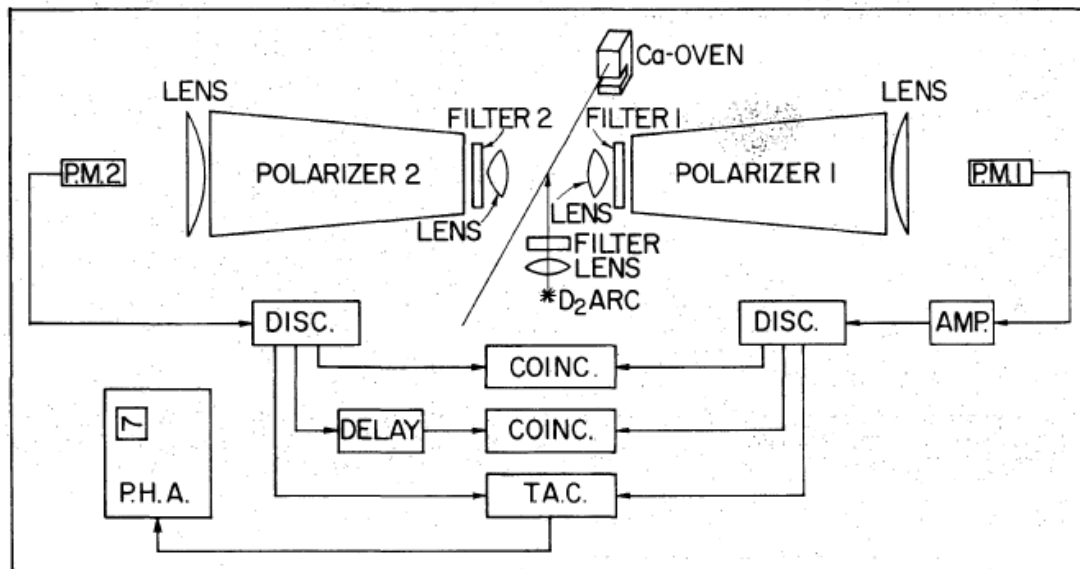 Ca-OVEN
LENS
LENS
FILTER 2
FILTER 1
P.M.2
POLARIZER 2
POLARIZER 1
P.M.1
LENS
LENS
FILTER
LENS
D₂ ARC
DISC.
DISC.
AMP.
COINC.
7
DELAY
COINC.
P.H.A.
T.A.C.